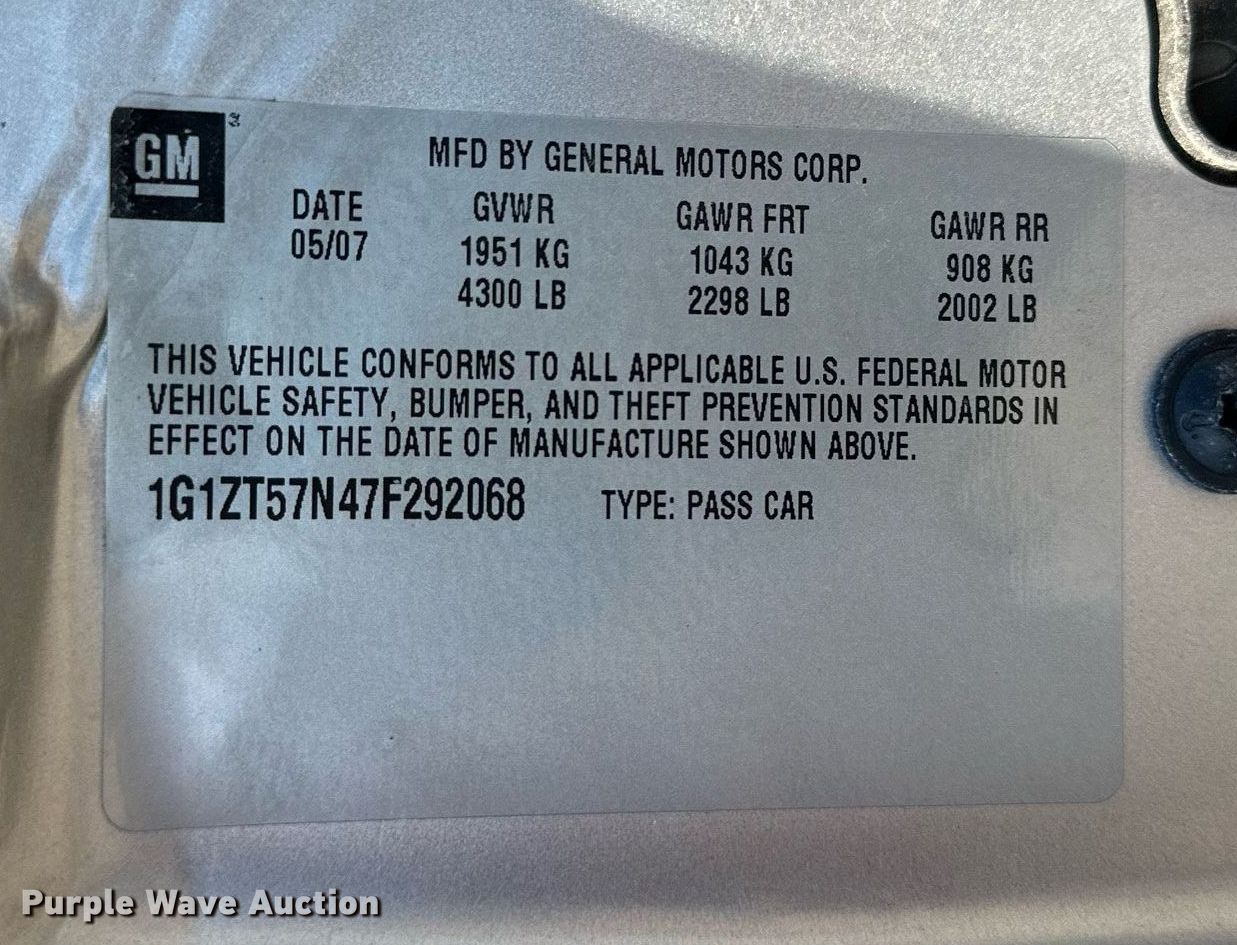 GM
MFD BY GENERAL MOTORS CORP.
DATE GVWR GAWR FRT GAWR RR
05/07 1951 KG 1043 KG 908 KG
4300 LB 2298 LB 2002 LB
THIS VEHICLE CONFORMS TO ALL APPLICABLE U.S. FEDERAL MOTOR
VEHICLE SAFETY, BUMPER, AND THEFT PREVENTION STANDARDS IN
EFFECT ON THE DATE OF MANUFACTURE SHOWN ABOVE.
1G1ZT57N47F292068 TYPE: PASS CAR
Purple Wave Auction